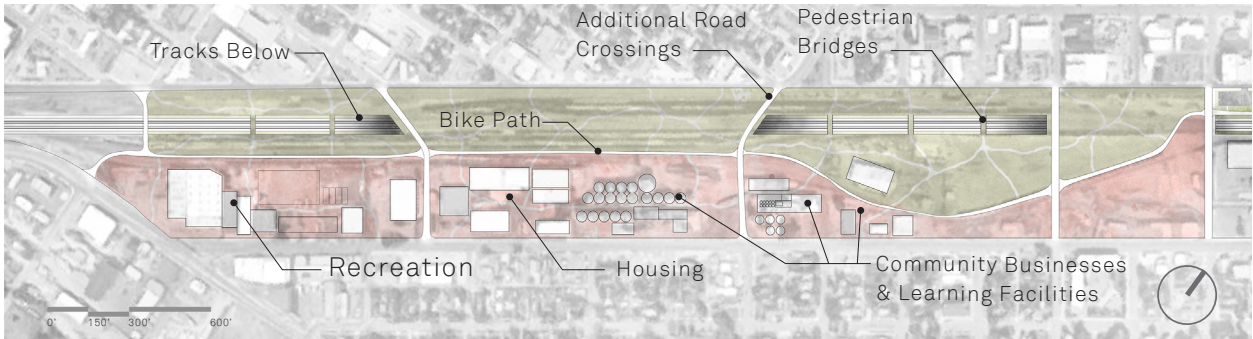 Additional Road
Crossings
Pedestrian
Bridges
Tracks Below
Bike Path
Recreation
Housing
Community Businesses
& Learning Facilities
0' 150' 300' 600'